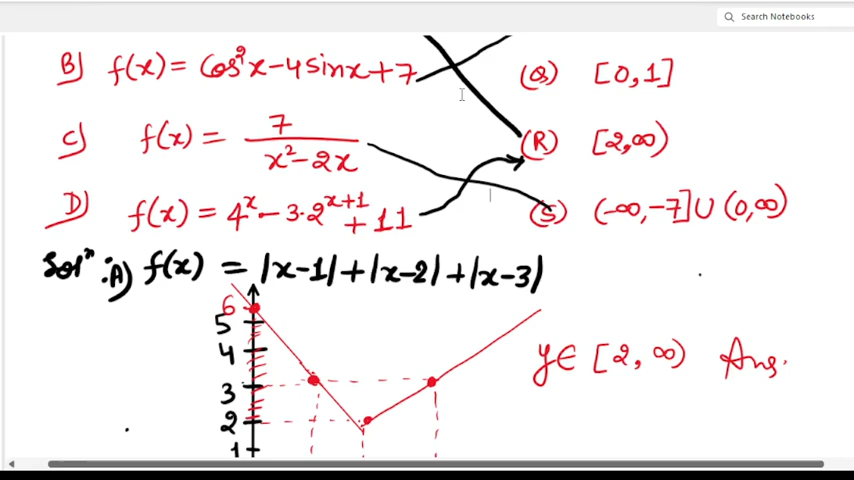 Search Notebooks
B) f(x) = Cos²x-4sinx+7 (Q) [0,1]
C) f(x) = 7/(x²-2x) (R) [2,∞)
D) f(x) = 4^x - 3·2^(x+1) + 11 (S) (-∞,-7]∪(0,∞)
Solⁿ :A) f(x) = |x-1|+|x-2|+|x-3|
6
5
4
y∈ [2,∞) Ans.
3
2
1